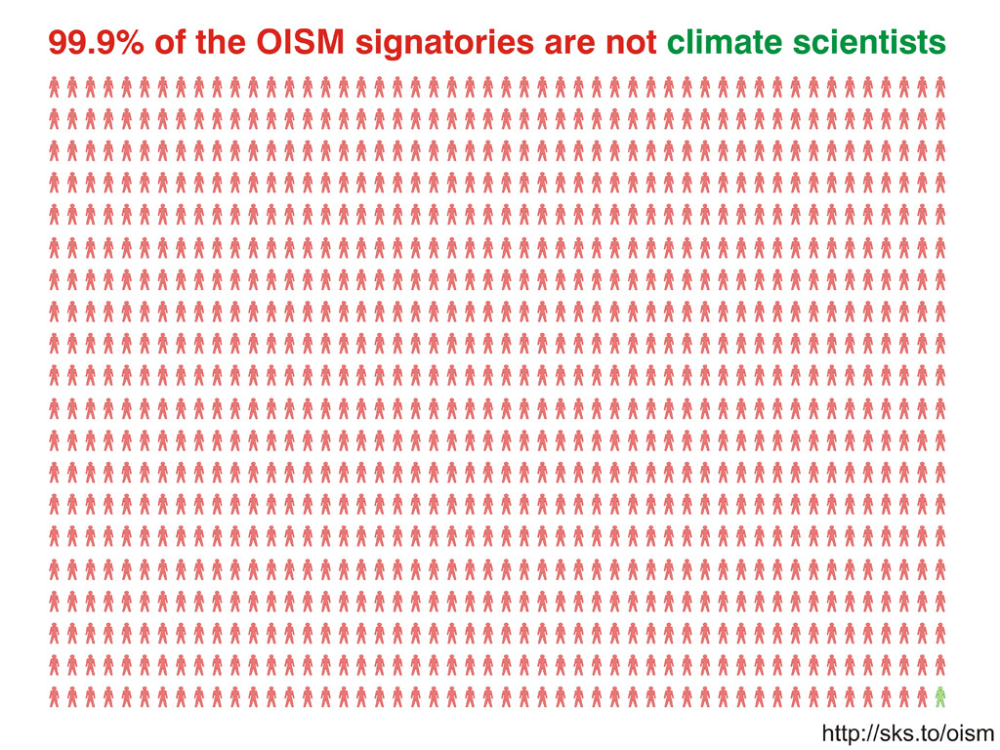 99.9% of the OISM signatories are not climate scientists
http://sks.to/oism